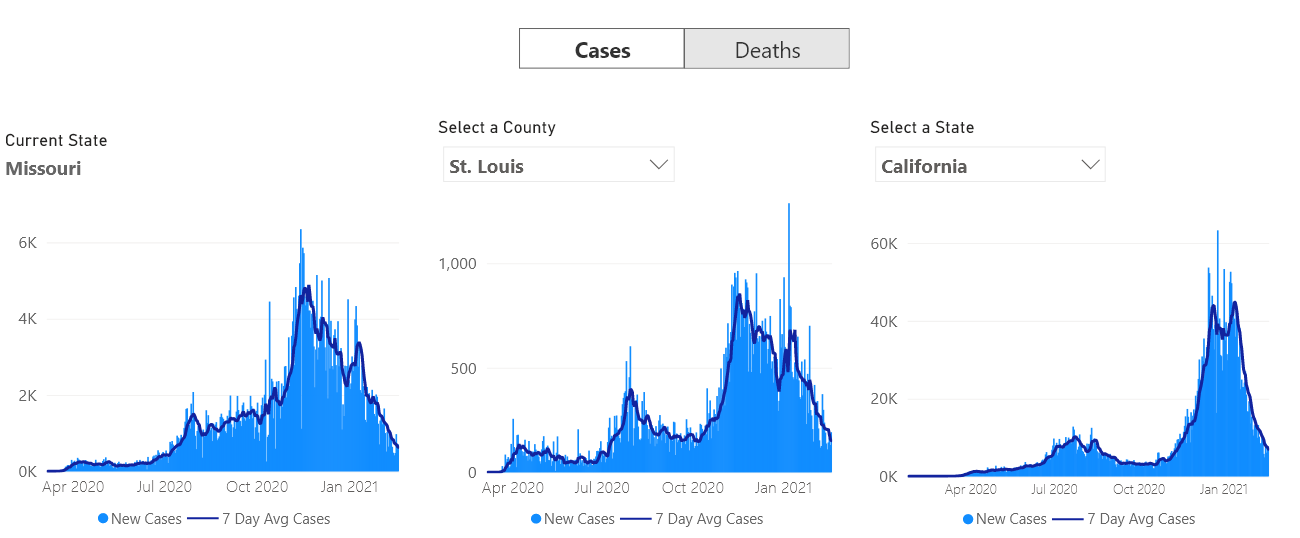 Cases
Deaths
Current State
Missouri
Select a County
St. Louis
Select a State
California
6K
4K
2K
0K
Apr 2020
Jul 2020
Oct 2020
Jan 2021
New Cases
7 Day Avg Cases
1,000
500
0
Apr 2020
Jul 2020
Oct 2020
Jan 2021
New Cases
7 Day Avg Cases
60K
40K
20K
0K
Apr 2020
Jul 2020
Oct 2020
Jan 2021
New Cases
7 Day Avg Cases